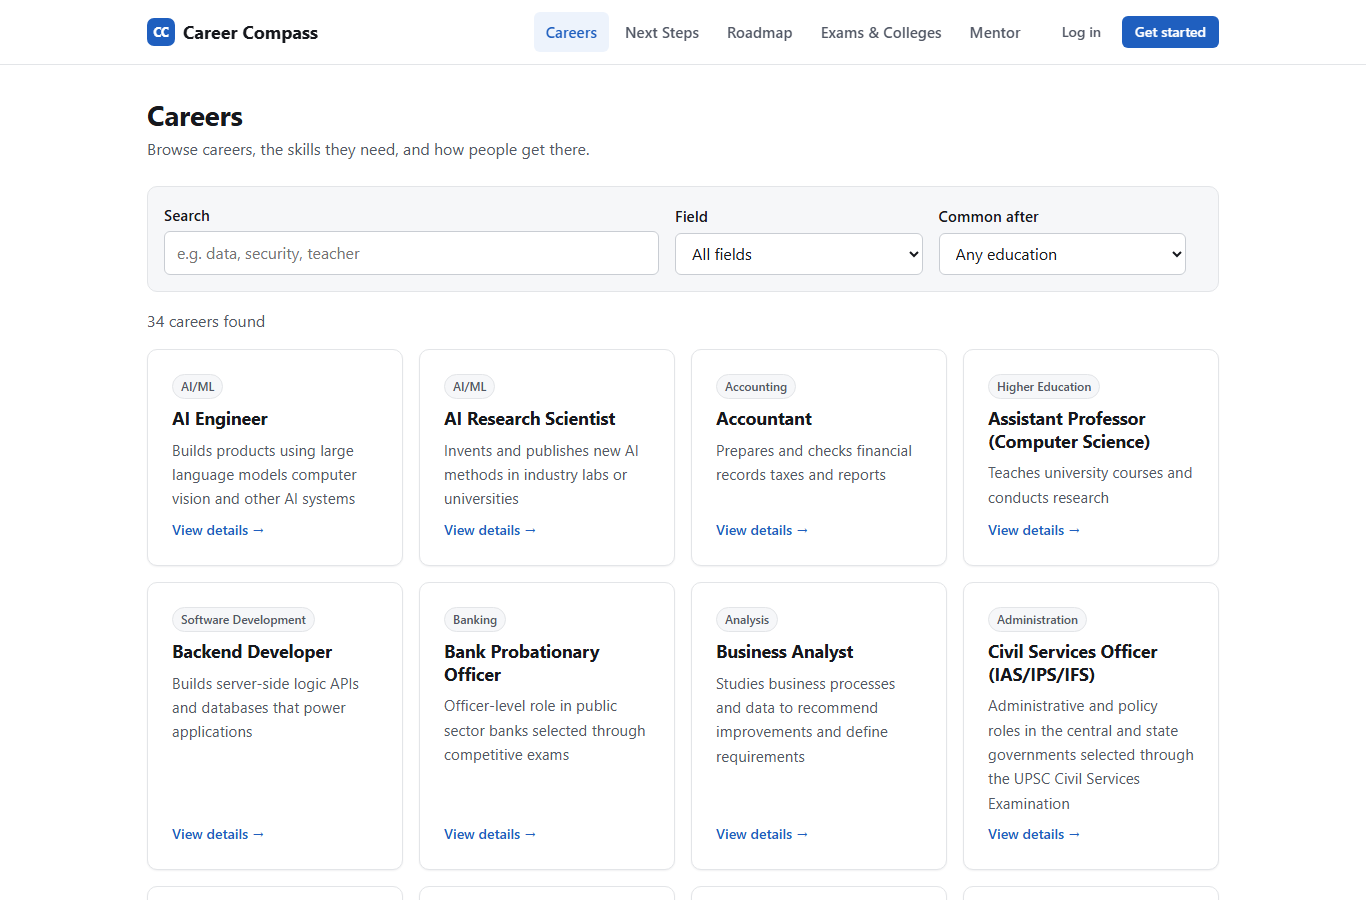 CC Career Compass Careers Next Steps Roadmap Exams & Colleges Mentor Log in Get started
Careers
Browse careers, the skills they need, and how people get there.
Search Field Common after
e.g. data, security, teacher All fields Any education
34 careers found
AI/ML
AI Engineer
Builds products using large
language models computer
vision and other AI systems
View details →
AI/ML
AI Research Scientist
Invents and publishes new AI
methods in industry labs or
universities
View details →
Accounting
Accountant
Prepares and checks financial
records taxes and reports
View details →
Higher Education
Assistant Professor
(Computer Science)
Teaches university courses and
conducts research
View details →
Software Development
Backend Developer
Builds server-side logic APIs
and databases that power
applications
View details →
Banking
Bank Probationary
Officer
Officer-level role in public
sector banks selected through
competitive exams
View details →
Analysis
Business Analyst
Studies business processes
and data to recommend
improvements and define
requirements
View details →
Administration
Civil Services Officer
(IAS/IPS/IFS)
Administrative and policy
roles in the central and state
governments selected through
the UPSC Civil Services
Examination
View details →